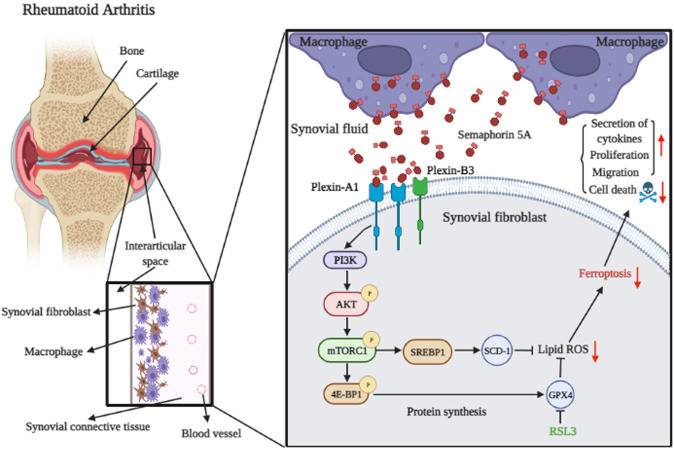 Rheumatoid Arthritis
Bone
Cartilage
Interarticular
space
Synovial fibroblast
Macrophage
Synovial connective tissue
Blood vessel
Macrophage
Macrophage
Synovial fluid
Semaphorin 5A
Secretion of
cytokines
Proliferation
Migration
Cell death
Plexin-A1
Plexin-B3
Synovial fibroblast
PI3K
P
AKT
P
mTORC1
SREBP1
SCD-1
Lipid ROS
Ferroptosis
P
4E-BP1
Protein synthesis
GPX4
RSL3